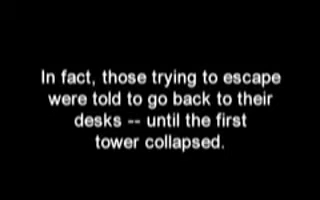 In fact, those trying to escape
were told to go back to their
desks -- until the first
tower collapsed.